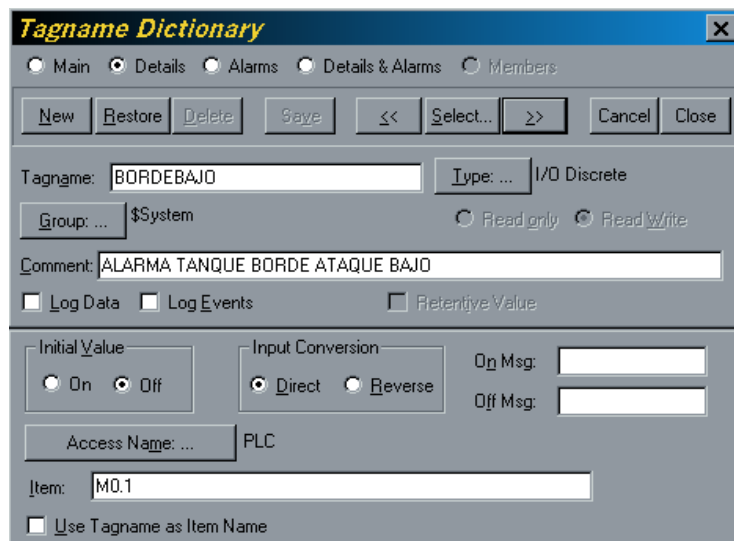 Tagname Dictionary
Main Details Alarms Details & Alarms Members
New Restore Delete Save << Select... >> Cancel Close
Tagname: BORDEBAJO Type: ... I/O Discrete
Group: ... $System Read only Read Write
Comment: ALARMA TANQUE BORDE ATAQUE BAJO
Log Data Log Events Retentive Value
Initial Value Input Conversion On Msg:
On Off Direct Reverse Off Msg:
Access Name: ... PLC
Item: M0.1
Use Tagname as Item Name